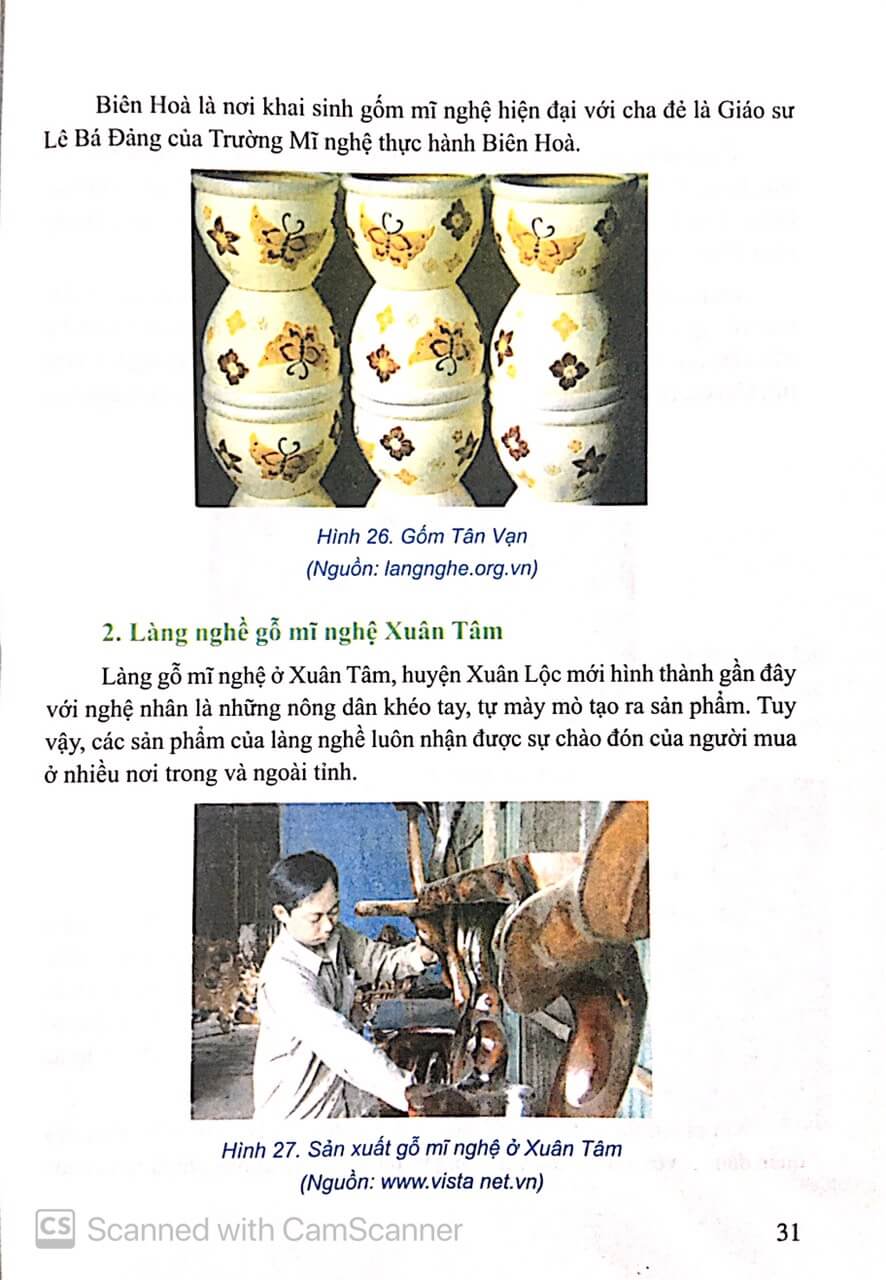 Biên Hoà là nơi khai sinh gốm mĩ nghệ hiện đại với cha đẻ là Giáo sư
Lê Bá Đảng của Trường Mĩ nghệ thực hành Biên Hoà.
Hình 26. Gốm Tân Vạn
(Nguồn: langnghe.org.vn)
2. Làng nghề gỗ mĩ nghệ Xuân Tâm
Làng gỗ mĩ nghệ ở Xuân Tâm, huyện Xuân Lộc mới hình thành gần đây
với nghệ nhân là những nông dân khéo tay, tự mày mò tạo ra sản phẩm. Tuy
vậy, các sản phẩm của làng nghề luôn nhận được sự chào đón của người mua
ở nhiều nơi trong và ngoài tỉnh.
Hình 27. Sản xuất gỗ mĩ nghệ ở Xuân Tâm
(Nguồn: www.vista net.vn)
CS Scanned with CamScanner
31